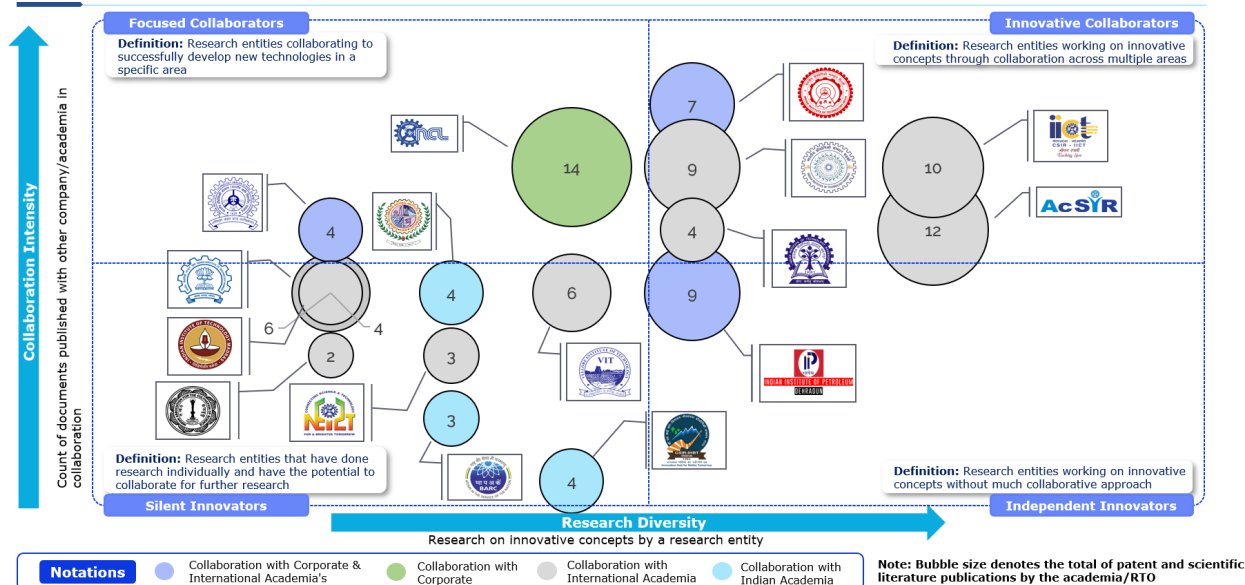 Focused Collaborators
Definition: Research entities collaborating to
successfully develop new technologies in a
specific area
Innovative Collaborators
Definition: Research entities working on innovative
concepts through collaboration across multiple areas
Collaboration Intensity
Count of documents published with other company/academia in
collaboration
7
NCL
14
9
10
iict
CSIR - IICT
4
4
12
AcSIR
6
4
4
6
9
2
3
VIT
INDIAN INSTITUTE OF PETROLEUM
DEHRADUN
NEIST
3
BARC
4
Definition: Research entities that have done
research individually and have the potential to
collaborate for further research
Silent Innovators
Definition: Research entities working on innovative
concepts without much collaborative approach
Independent Innovators
Research Diversity
Research on innovative concepts by a research entity
Notations
Collaboration with Corporate &
International Academia's
Collaboration with
Corporate
Collaboration with
International Academia
Collaboration with
Indian Academia
Note: Bubble size denotes the total of patent and scientific
literature publications by the academia/RTO